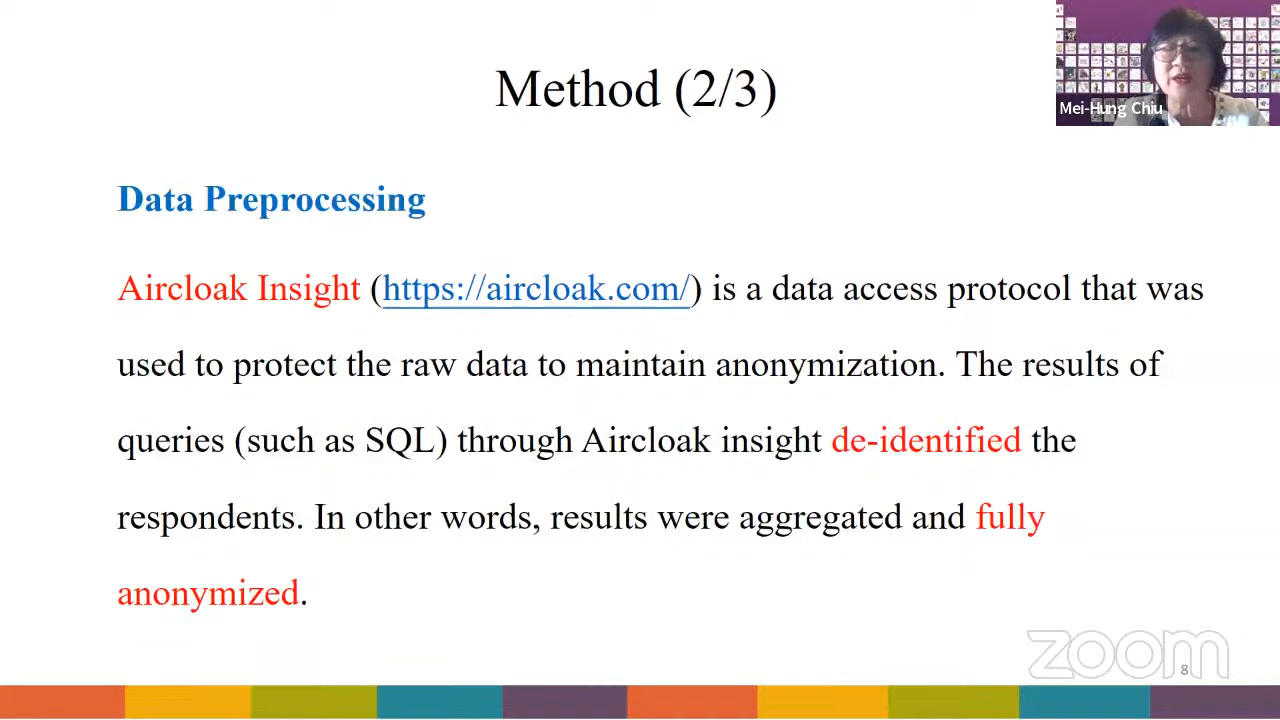 Method (2/3)
Mei-Hung Chiu
Data Preprocessing
Aircloak Insight (https://aircloak.com/) is a data access protocol that was
used to protect the raw data to maintain anonymization. The results of
queries (such as SQL) through Aircloak insight de-identified the
respondents. In other words, results were aggregated and fully
anonymized.
zoom
8